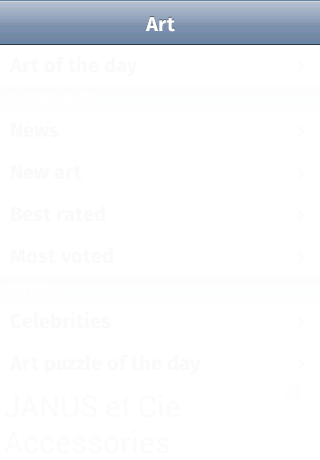 Art
Art of the day
News
New art
Best rated
Most voted
Celebrities
Art puzzle of the day
JANUS et Cie
Accessories